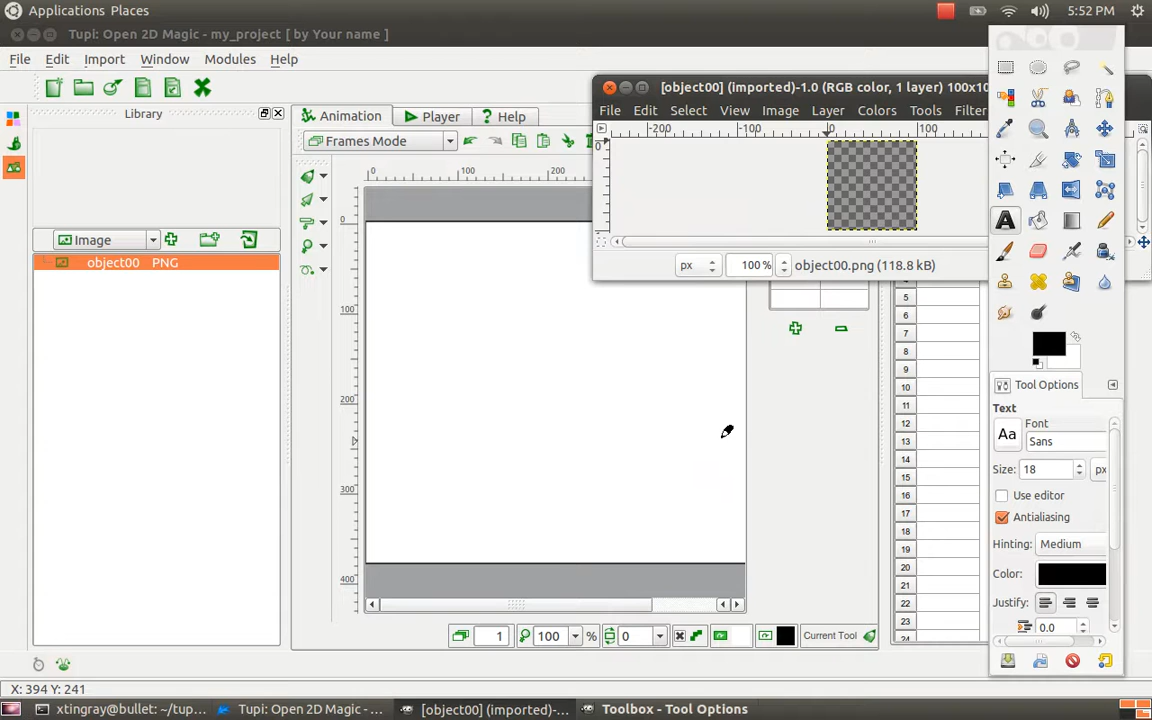 Applications Places
5:52 PM
Tupi: Open 2D Magic - my_project [ by Your name ]
File Edit Import Window Modules Help
Library
Image
object00 PNG
Animation Player Help
Frames Mode
0 100 200
0
100
200
300
400
[object00] (imported)-1.0 (RGB color, 1 layer) 100x10
File Edit Select View Image Layer Colors Tools Filter
-200 -100 0 100
0
px 100 % object00.png (118.8 kB)
5
6
7
8
9
10
11
12
13
14
15
16
17
18
19
20
21
22
23
24
Tool Options
Text
Font
Aa Sans
Size: 18 px
Use editor
Antialiasing
Hinting: Medium
Color:
Justify:
0.0
1 100 % 0 Current Tool
X: 394 Y: 241
xtingray@bullet: ~/tup... Tupi: Open 2D Magic - ... [object00] (imported)-... Toolbox - Tool Options